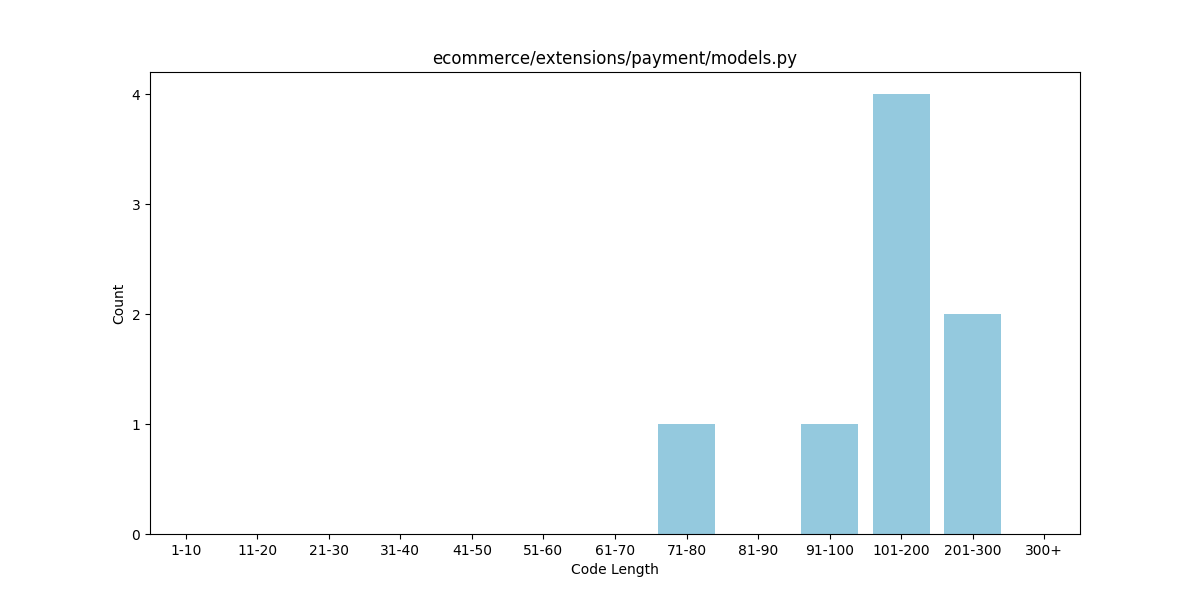 ecommerce/extensions/payment/models.py
4
3
2
1
0
Count
1-10 11-20 21-30 31-40 41-50 51-60 61-70 71-80 81-90 91-100 101-200 201-300 300+
Code Length